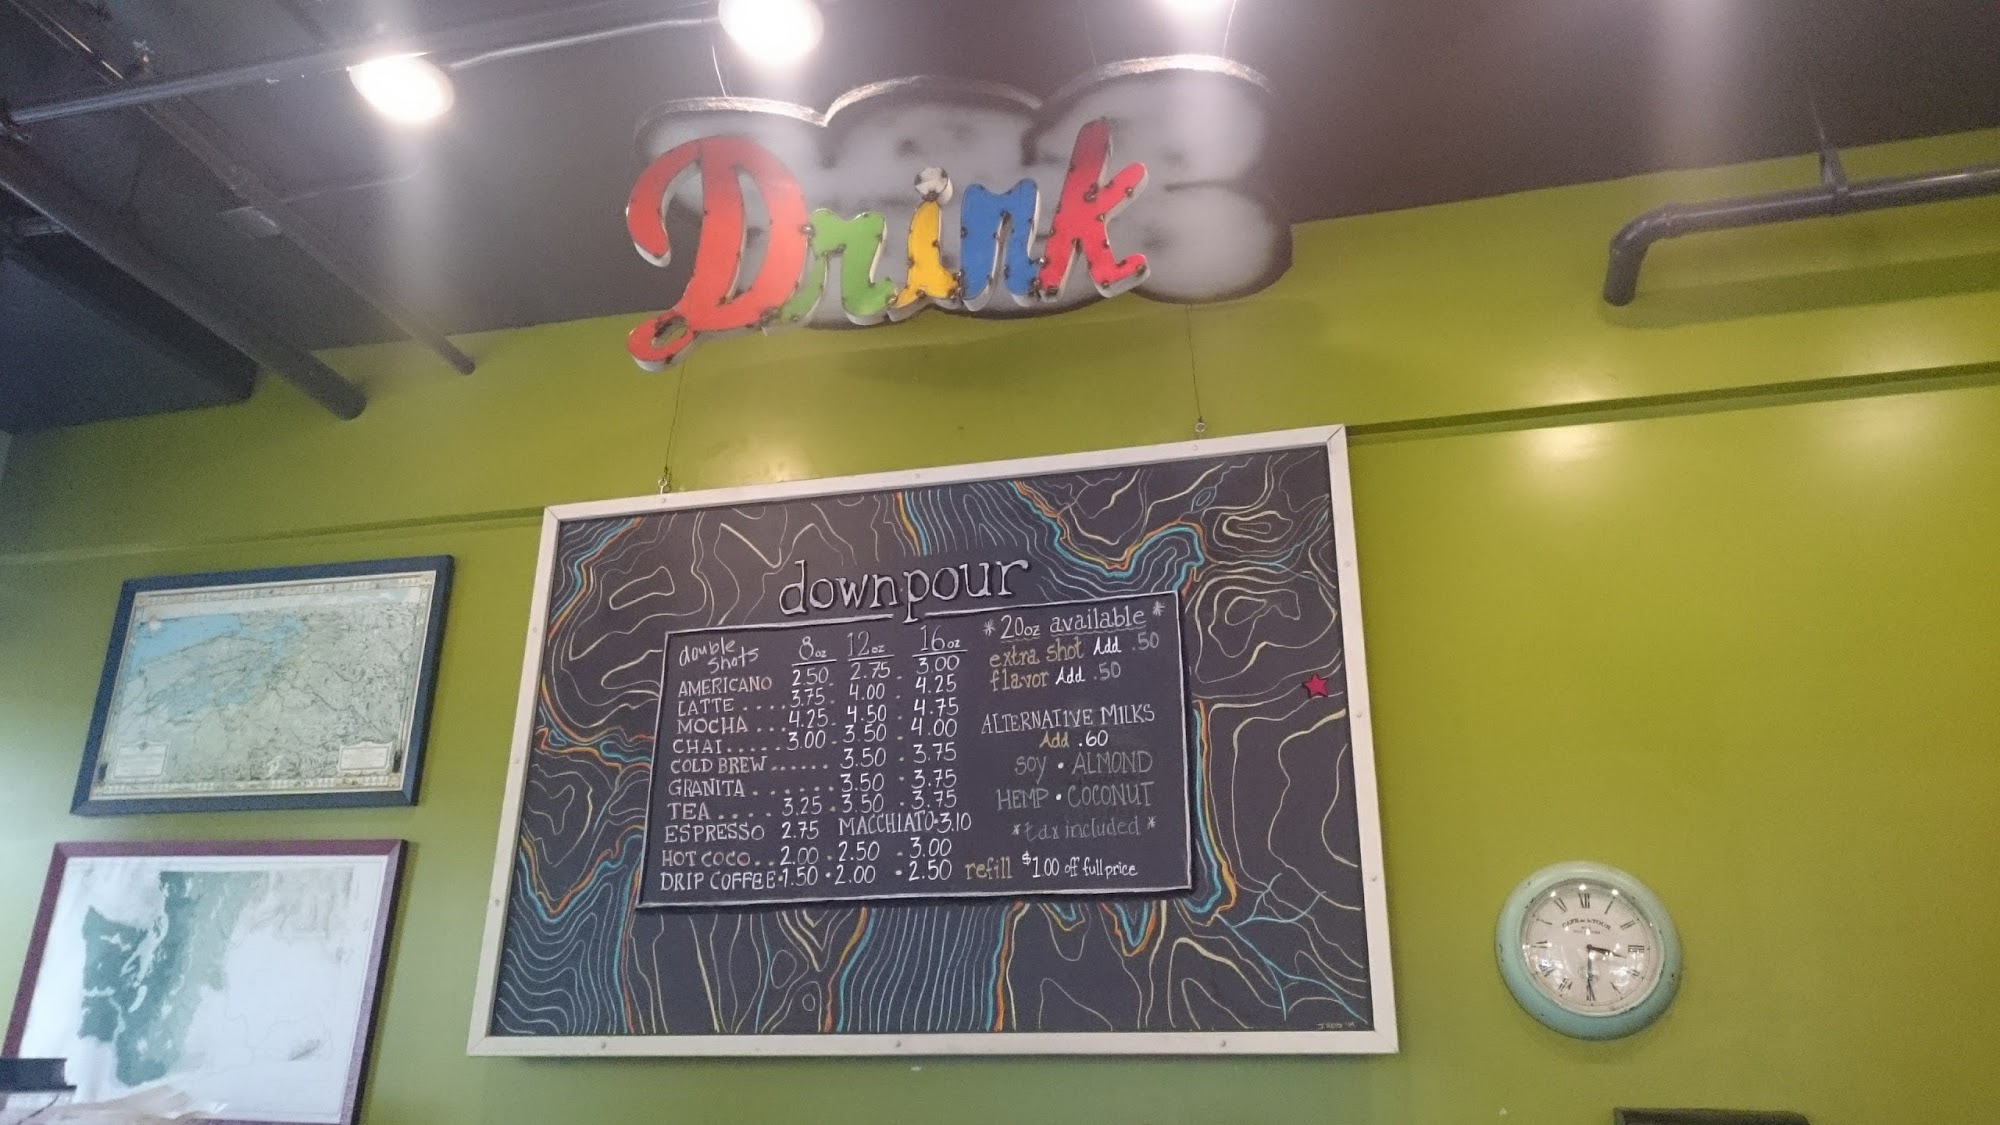 Drink
downpour
double shots 8oz 12oz 16oz
AMERICANO 2.50 - 2.75 - 3.00
LATTE .... 3.75 - 4.00 - 4.25
MOCHA ... 4.25 - 4.50 - 4.75
CHAI ..... 3.00 - 3.50 - 4.00
COLD BREW ...... 3.50 - 3.75
GRANITA ....... 3.50 - 3.75
TEA .... 3.25 - 3.50 - 3.75
ESPRESSO 2.75 MACCHIATO - 3.10
HOT COCO .. 2.00 - 2.50 - 3.00
DRIP COFFEE - 1.50 - 2.00 - 2.50
* 20oz available *
extra shot Add .50
flavor Add .50
ALTERNATIVE MILKS
Add .60
SOY • ALMOND
HEMP • COCONUT
*tax included*
refill $1.00 off full price